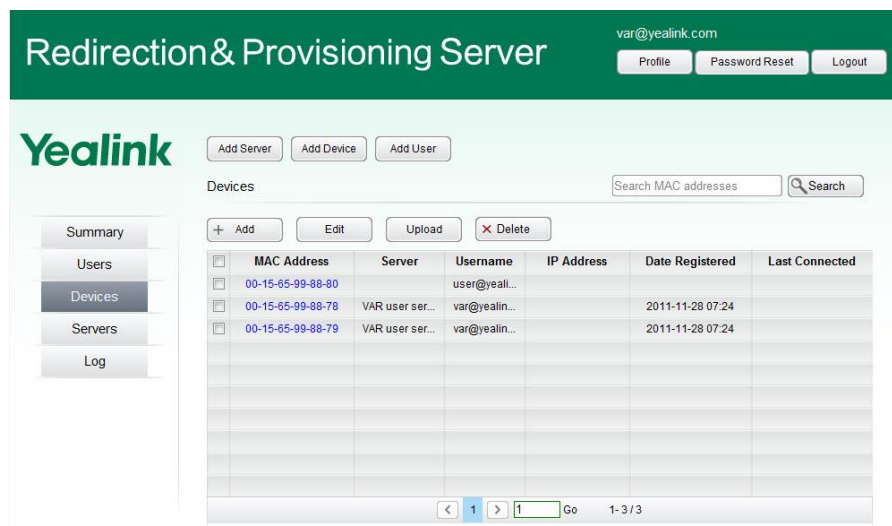 Redirection & Provisioning Server
var@yealink.com
Profile Password Reset Logout
Yealink
Add Server Add Device Add User
Devices
Search MAC addresses Search
Summary
Users
Devices
Servers
Log
+ Add Edit Upload Delete
MAC Address Server Username IP Address Date Registered Last Connected
00-15-65-99-88-80 user@yeali...
00-15-65-99-88-78 VAR user ser... var@yealin... 2011-11-28 07:24
00-15-65-99-88-79 VAR user ser... var@yealin... 2011-11-28 07:24
< 1 > 1 Go 1- 3 / 3